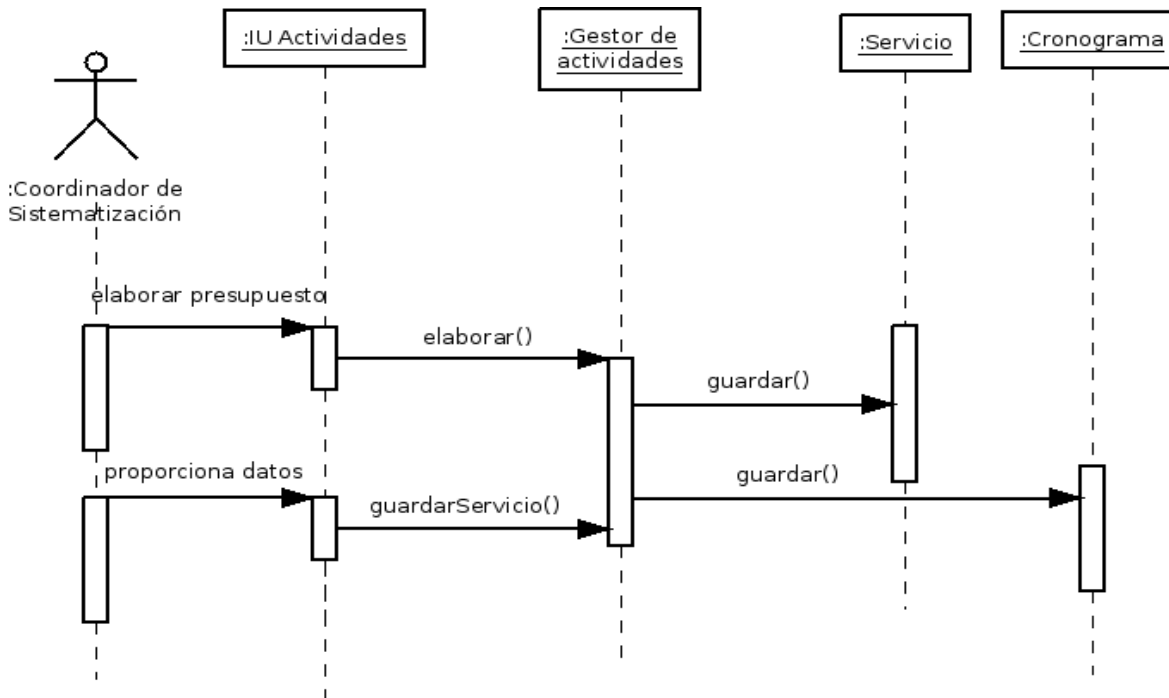 :IU Actividades
:Gestor de
actividades
:Servicio
:Cronograma
:Coordinador de
Sistematización
elaborar presupuesto
elaborar()
guardar()
proporciona datos
guardar()
guardarServicio()